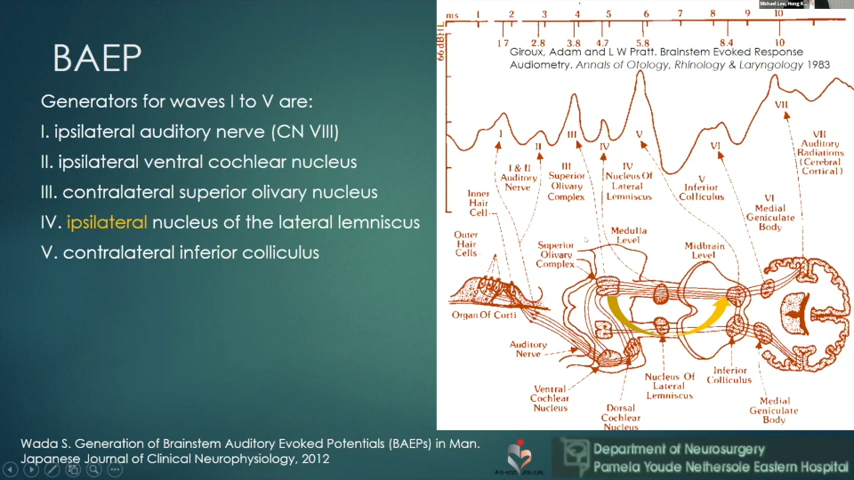 BAEP
Generators for waves I to V are:
I. ipsilateral auditory nerve (CN VIII)
II. ipsilateral ventral cochlear nucleus
III. contralateral superior olivary nucleus
IV. ipsilateral nucleus of the lateral lemniscus
V. contralateral inferior colliculus
Wada S. Generation of Brainstem Auditory Evoked Potentials (BAEPs) in Man.
Japanese Journal of Clinical Neurophysiology, 2012
ms 1 2 3 4 5 6 7 8 9 10
1.7 2.8 3.8 4.7 5.8 8.4 10
Giroux, Adam and L W Pratt. Brainstem Evoked Response
Audiometry. Annals of Otology, Rhinology & Laryngology 1983
I
II
III
IV
V
VI
VII
I & II
Auditory
Nerve
III
Superior
Olivary
Complex
IV
Nucleus Of
Lateral
Lemniscus
V
Inferior
Colliculus
VI
Medial
Geniculate
Body
VII
Auditory
Radiations
(Cerebral
Cortical)
Inner
Hair
Cell
Outer
Hair
Cells
Organ Of Corti
Superior
Olivary
Complex
Medulla
Level
Midbrain
Level
Auditory
Nerve
Ventral
Cochlear
Nucleus
Dorsal
Cochlear
Nucleus
Nucleus Of
Lateral
Lemniscus
Inferior
Colliculus
Medial
Geniculate
Body
Department of Neurosurgery
Pamela Youde Nethersole Eastern Hospital